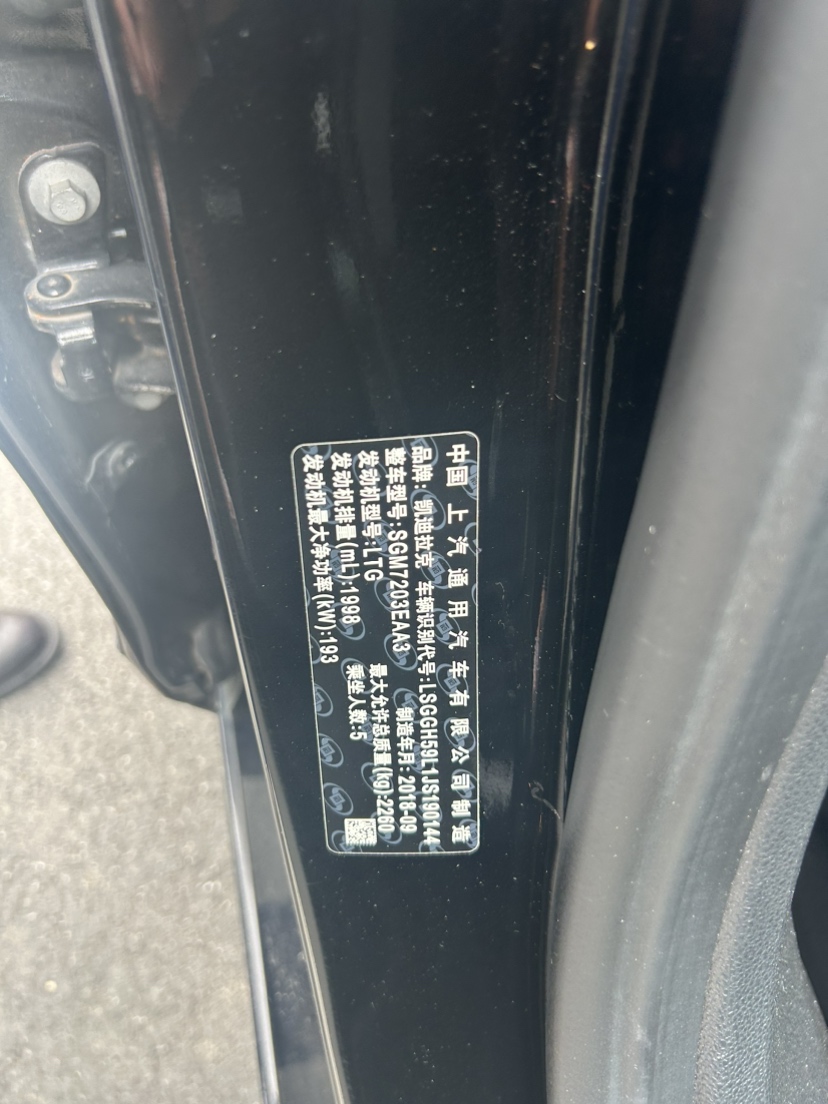 中国 上汽通用汽车有限公司制造
品牌:凯迪拉克 车辆识别代号:LSGGH59L1JS190144
整车型号:SGM7203EAA3 制造年月:2018-09
发动机型号:LTG 最大允许总质量(kg):2260
发动机排量(mL):1998 乘坐人数:5
发动机最大净功率(kW):193